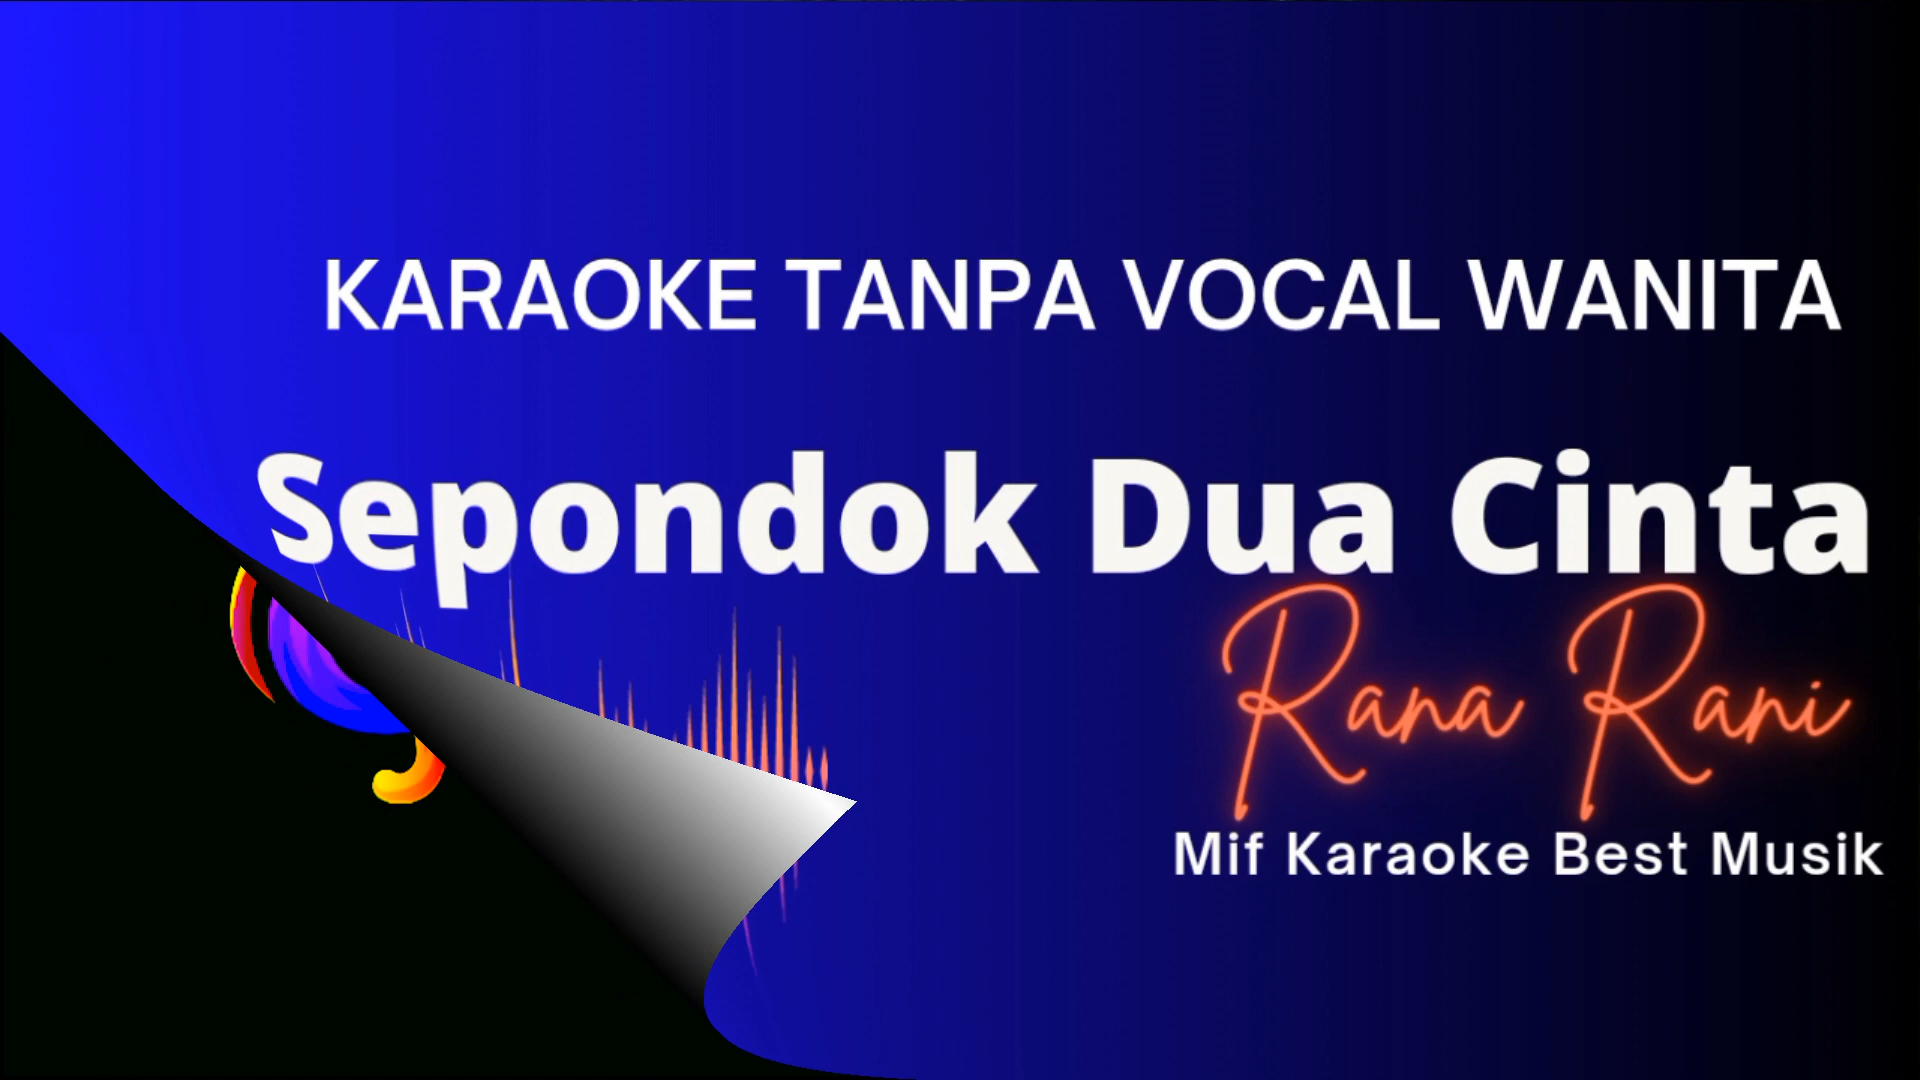 KARAOKE TANPA VOCAL WANITA
Sepondok Dua Cinta
Rana Rani
Mif Karaoke Best Musik